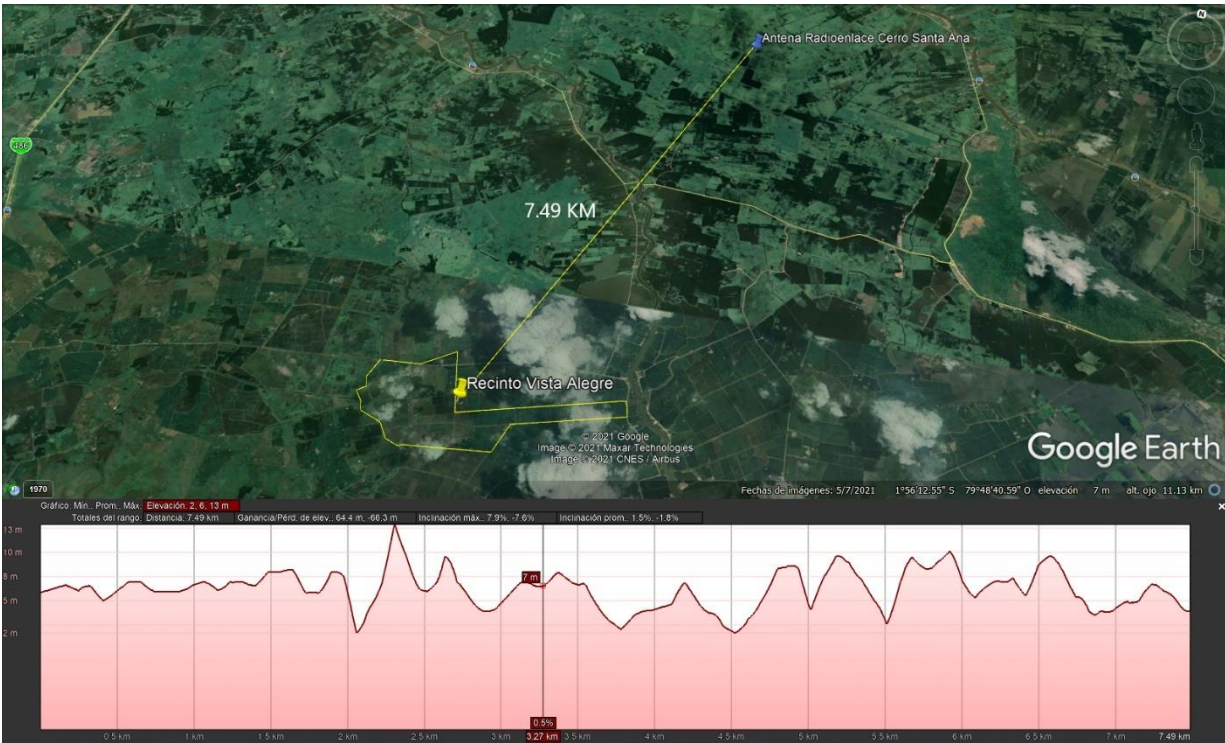 N
Antena Radioenlace Cerro Santa Ana
486
7.49 KM
Recinto Vista Alegre
© 2021 Google
Image © 2021 Maxar Technologies
Image © 2021 CNES / Airbus
Google Earth
1970
Fechas de imágenes: 5/7/2021 1°56'12.55" S 79°48'40.59" O elevación 7 m alt. ojo 11.13 km
Gráfico: Mín., Prom., Máx. Elevación: 2, 6, 13 m
Totales del rango: Distancia: 7.49 km Ganancia/Pérd. de elev.: 64.4 m, -66.3 m Inclinación máx.: 7.9%, -7.6% Inclinación prom.: 1.5%, -1.8%
13 m
10 m
8 m
7 m
5 m
2 m
0.5%
0.5 km 1 km 1.5 km 2 km 2.5 km 3 km 3.27 km 3.5 km 4 km 4.5 km 5 km 5.5 km 6 km 6.5 km 7 km 7.49 km